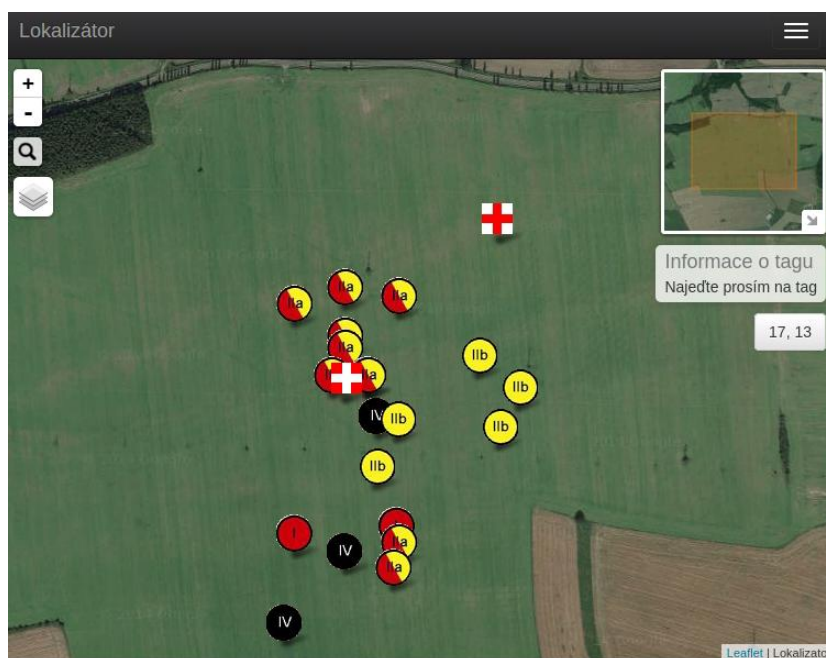 Lokalizátor
+
-
Informace o tagu
Najeďte prosím na tag
17, 13
IIa
IIa
IIa
IIa
IIb
IIa
IIb
IV
IIb
IIb
IIb
I
IIa
IV
IIa
IV
Leaflet | Lokalizato